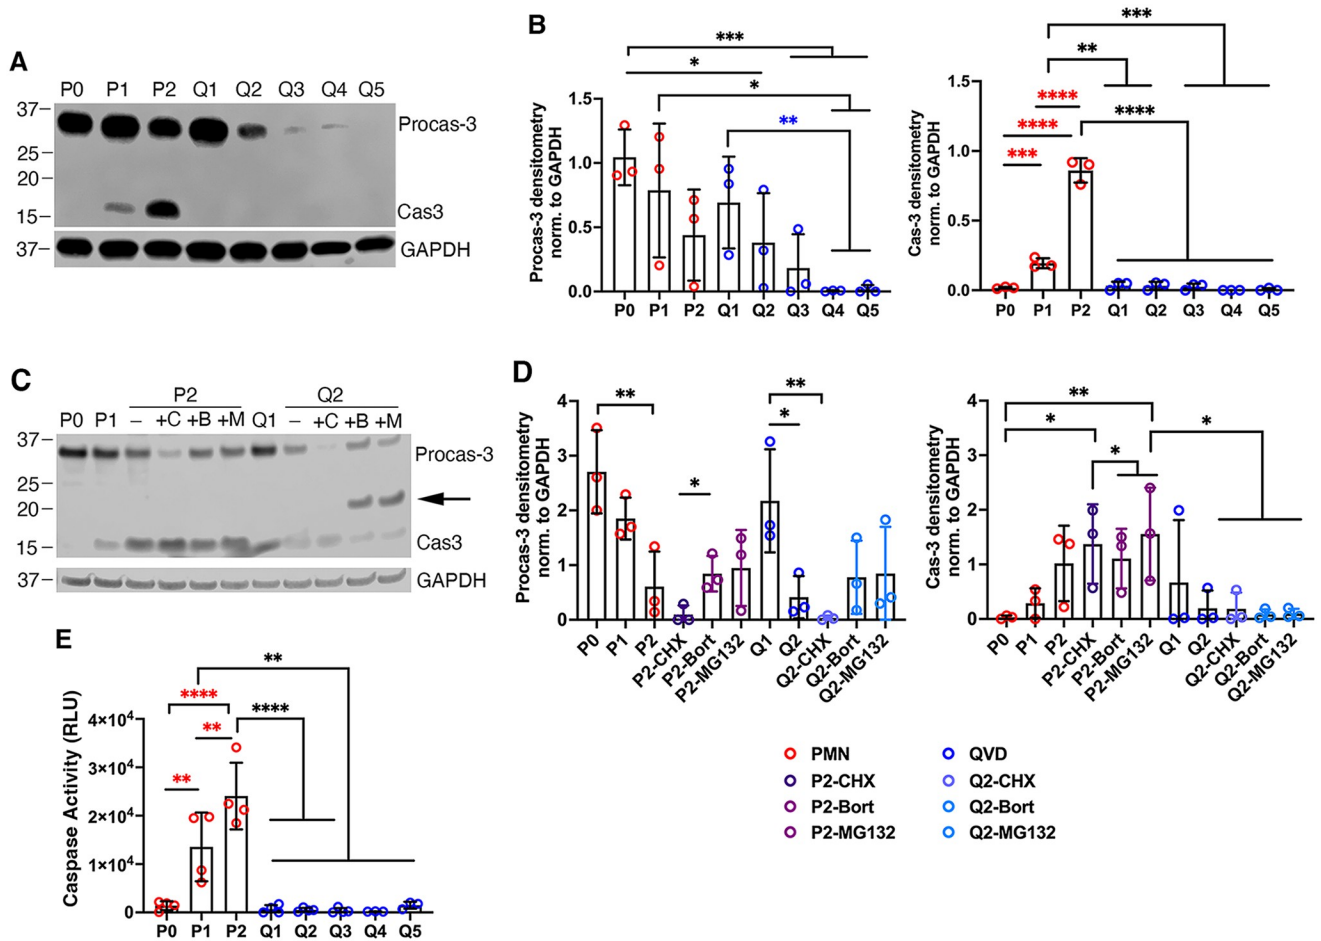 A
P0 P1 P2 Q1 Q2 Q3 Q4 Q5
37
25
20
15
37
Procas-3
Cas3
GAPDH
B
***
*
*
**
Procas-3 densitometry
norm. to GAPDH
1.5
1.0
0.5
0.0
P0 P1 P2 Q1 Q2 Q3 Q4 Q5
***
**
****
****
****
***
Cas-3 densitometry
norm. to GAPDH
1.5
1.0
0.5
0.0
P0 P1 P2 Q1 Q2 Q3 Q4 Q5
C
P2 Q2
P0 P1 – +C +B +M Q1 – +C +B +M
37
25
20
15
37
Procas-3
Cas3
GAPDH
D
**
*
**
*
Procas-3 densitometry
norm. to GAPDH
4
3
2
1
0
P0 P1 P2 P2-CHX P2-Bort P2-MG132 Q1 Q2 Q2-CHX Q2-Bort Q2-MG132
**
*
*
*
Cas-3 densitometry
norm. to GAPDH
4
3
2
1
0
P0 P1 P2 P2-CHX P2-Bort P2-MG132 Q1 Q2 Q2-CHX Q2-Bort Q2-MG132
E
**
****
****
**
**
Caspase Activity (RLU)
4×10⁴
3×10⁴
2×10⁴
1×10⁴
0
P0 P1 P2 Q1 Q2 Q3 Q4 Q5
PMN QVD
P2-CHX Q2-CHX
P2-Bort Q2-Bort
P2-MG132 Q2-MG132